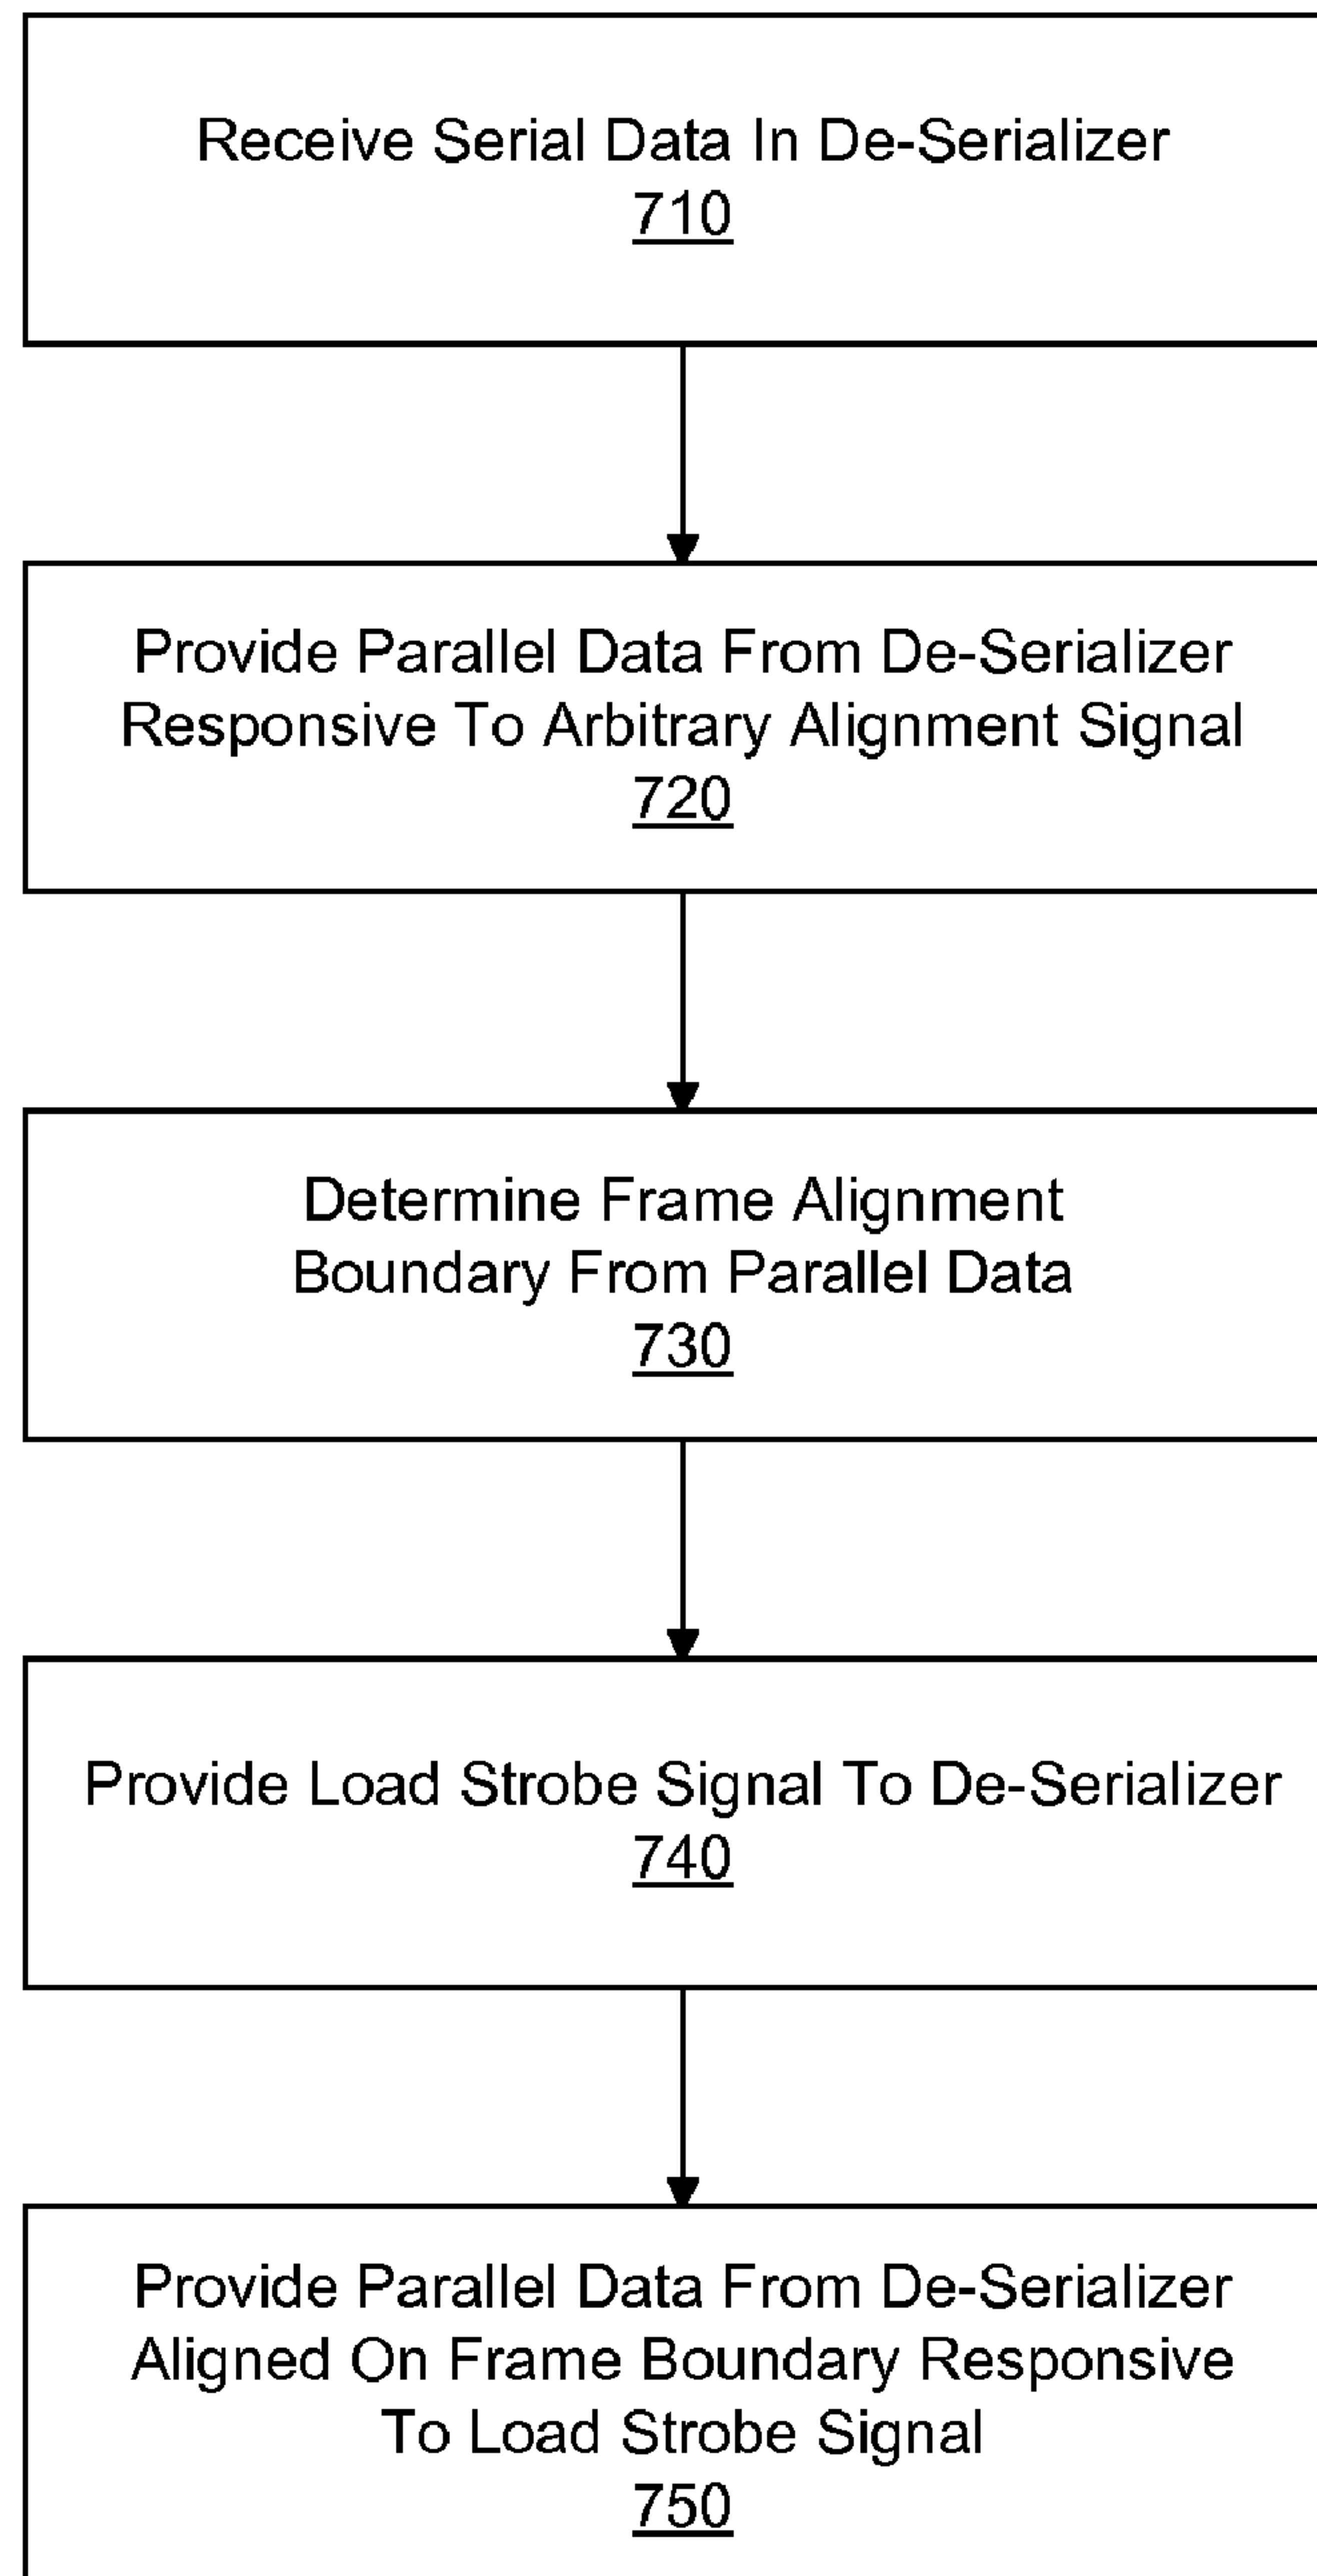 Receive Serial Data In De-Serializer
710
Provide Parallel Data From De-Serializer
Responsive To Arbitrary Alignment Signal
720
Determine Frame Alignment
Boundary From Parallel Data
730
Provide Load Strobe Signal To De-Serializer
740
Provide Parallel Data From De-Serializer
Aligned On Frame Boundary Responsive
To Load Strobe Signal
750